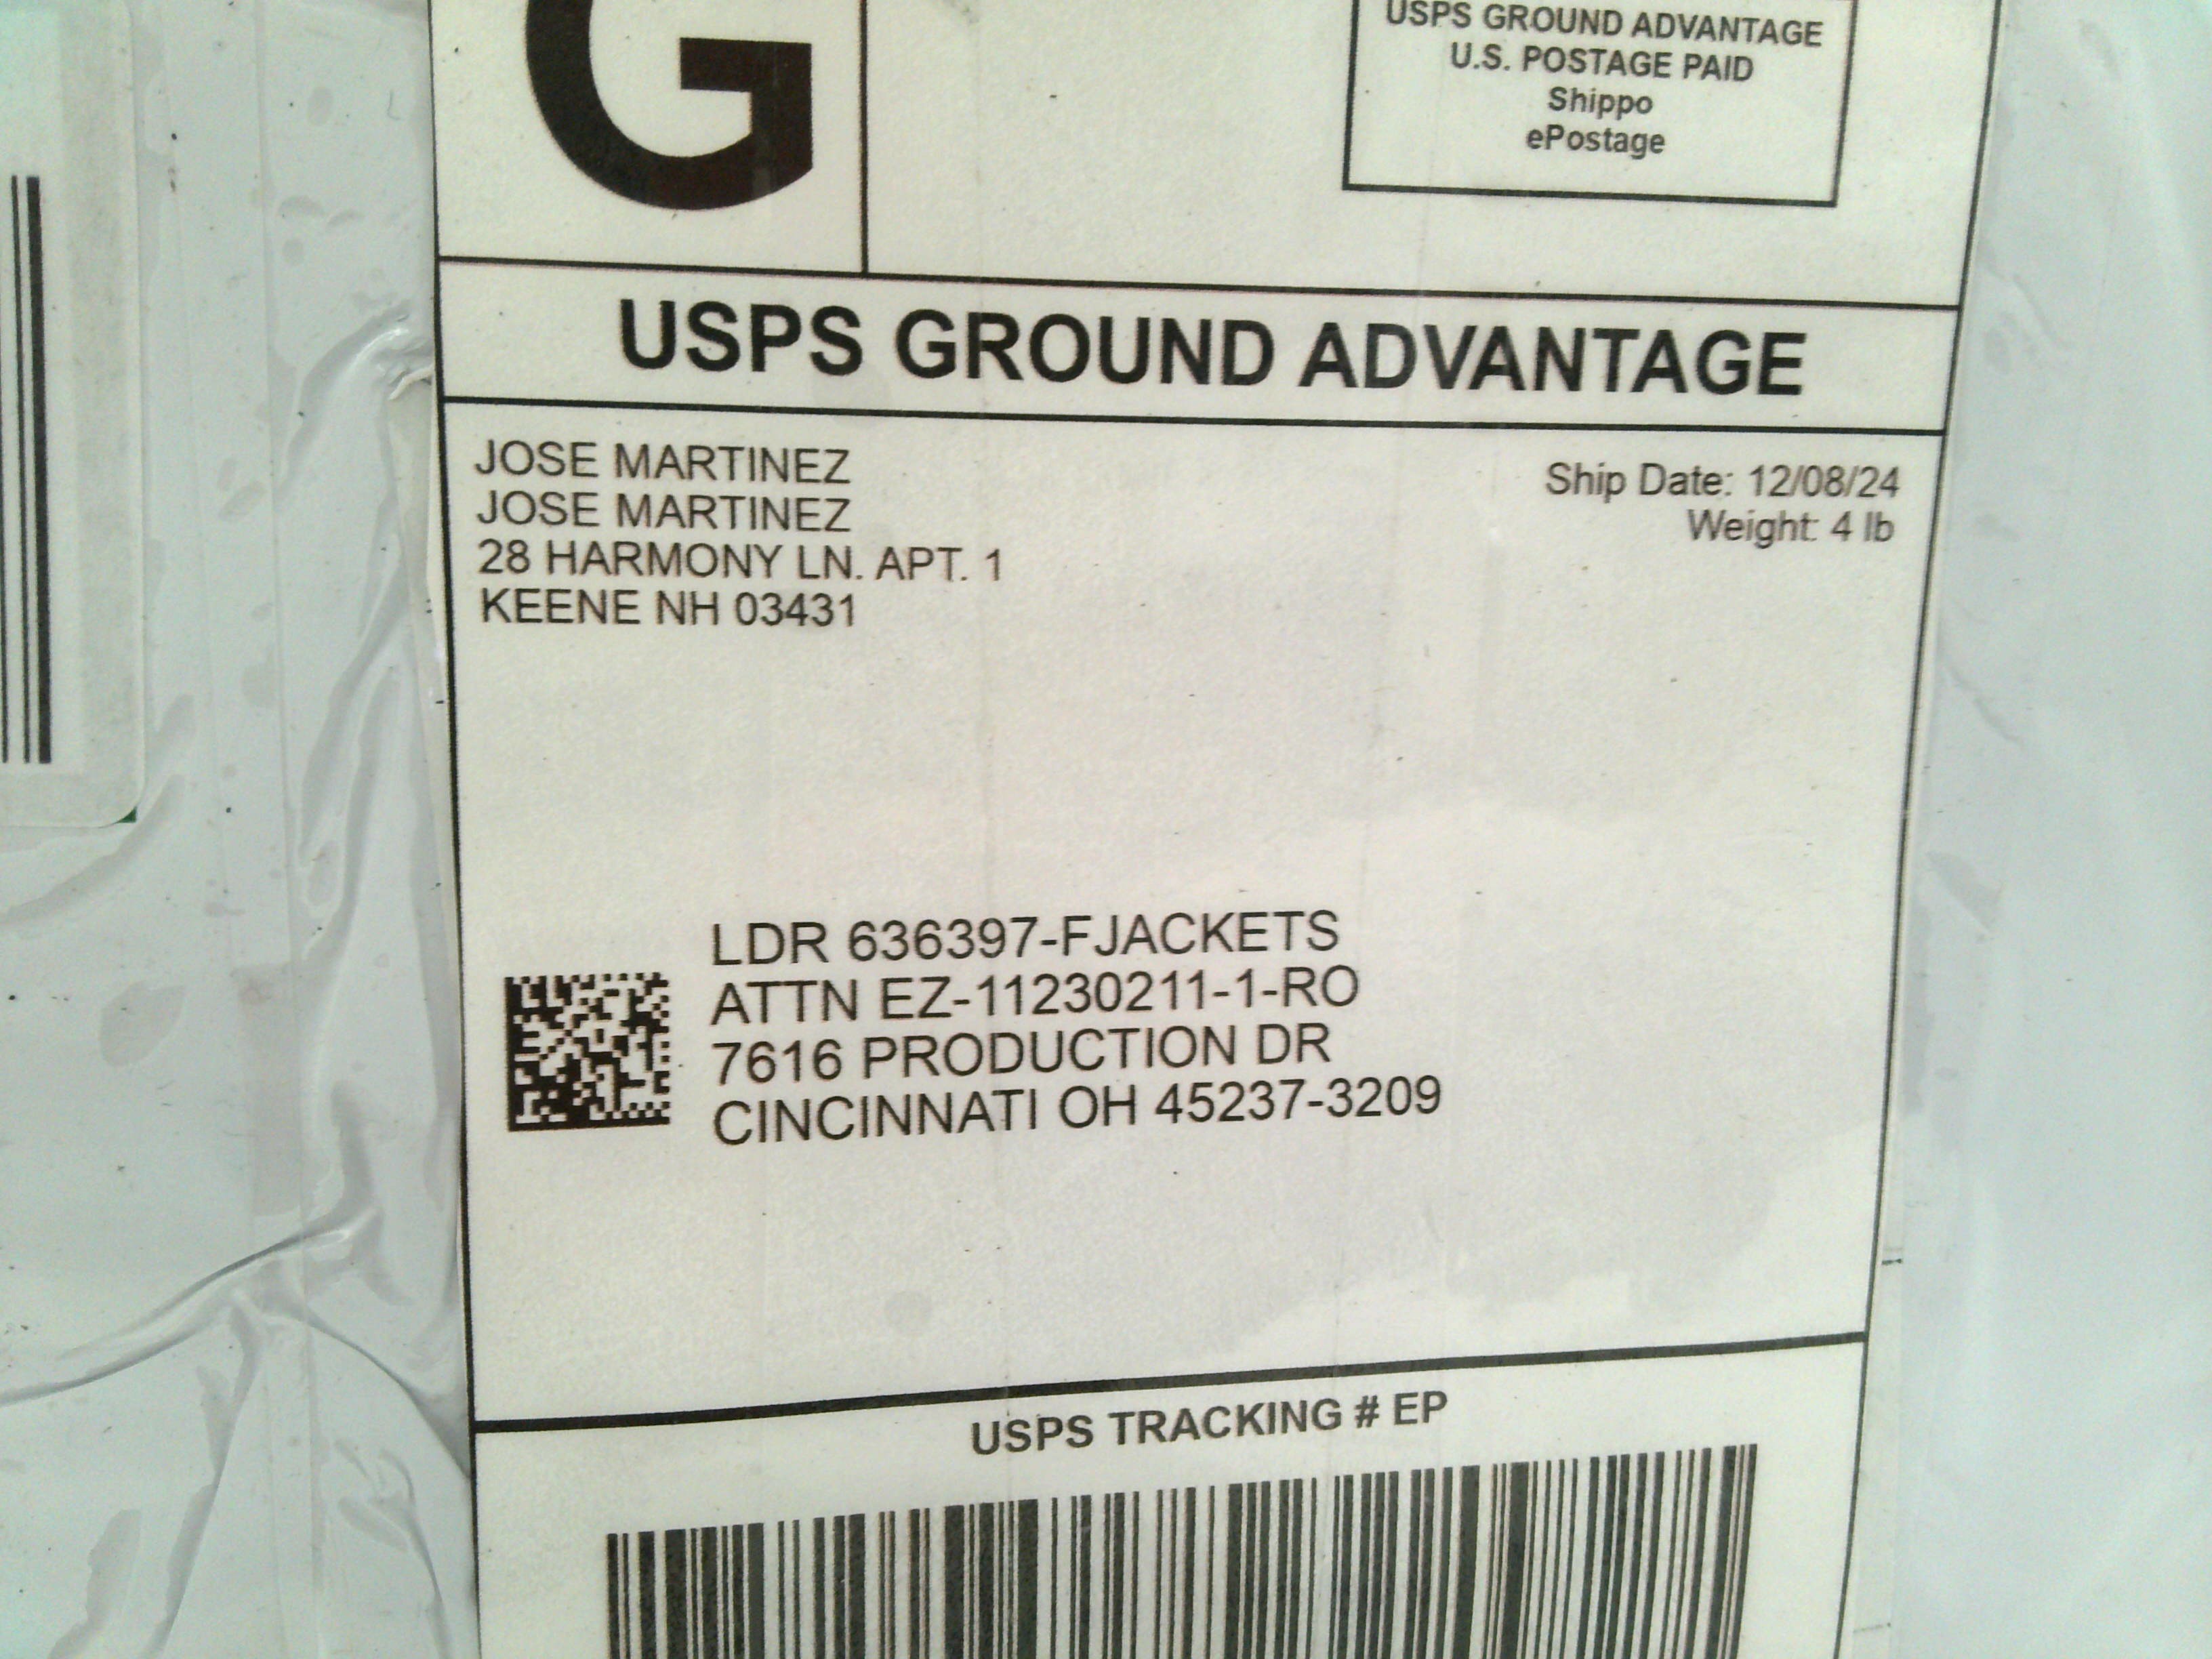 G
USPS GROUND ADVANTAGE
U.S. POSTAGE PAID
Shippo
ePostage
USPS GROUND ADVANTAGE
JOSE MARTINEZ
JOSE MARTINEZ
28 HARMONY LN. APT. 1
KEENE NH 03431
Ship Date: 12/08/24
Weight: 4 lb
LDR 636397-FJACKETS
ATTN EZ-11230211-1-RO
7616 PRODUCTION DR
CINCINNATI OH 45237-3209
USPS TRACKING # EP